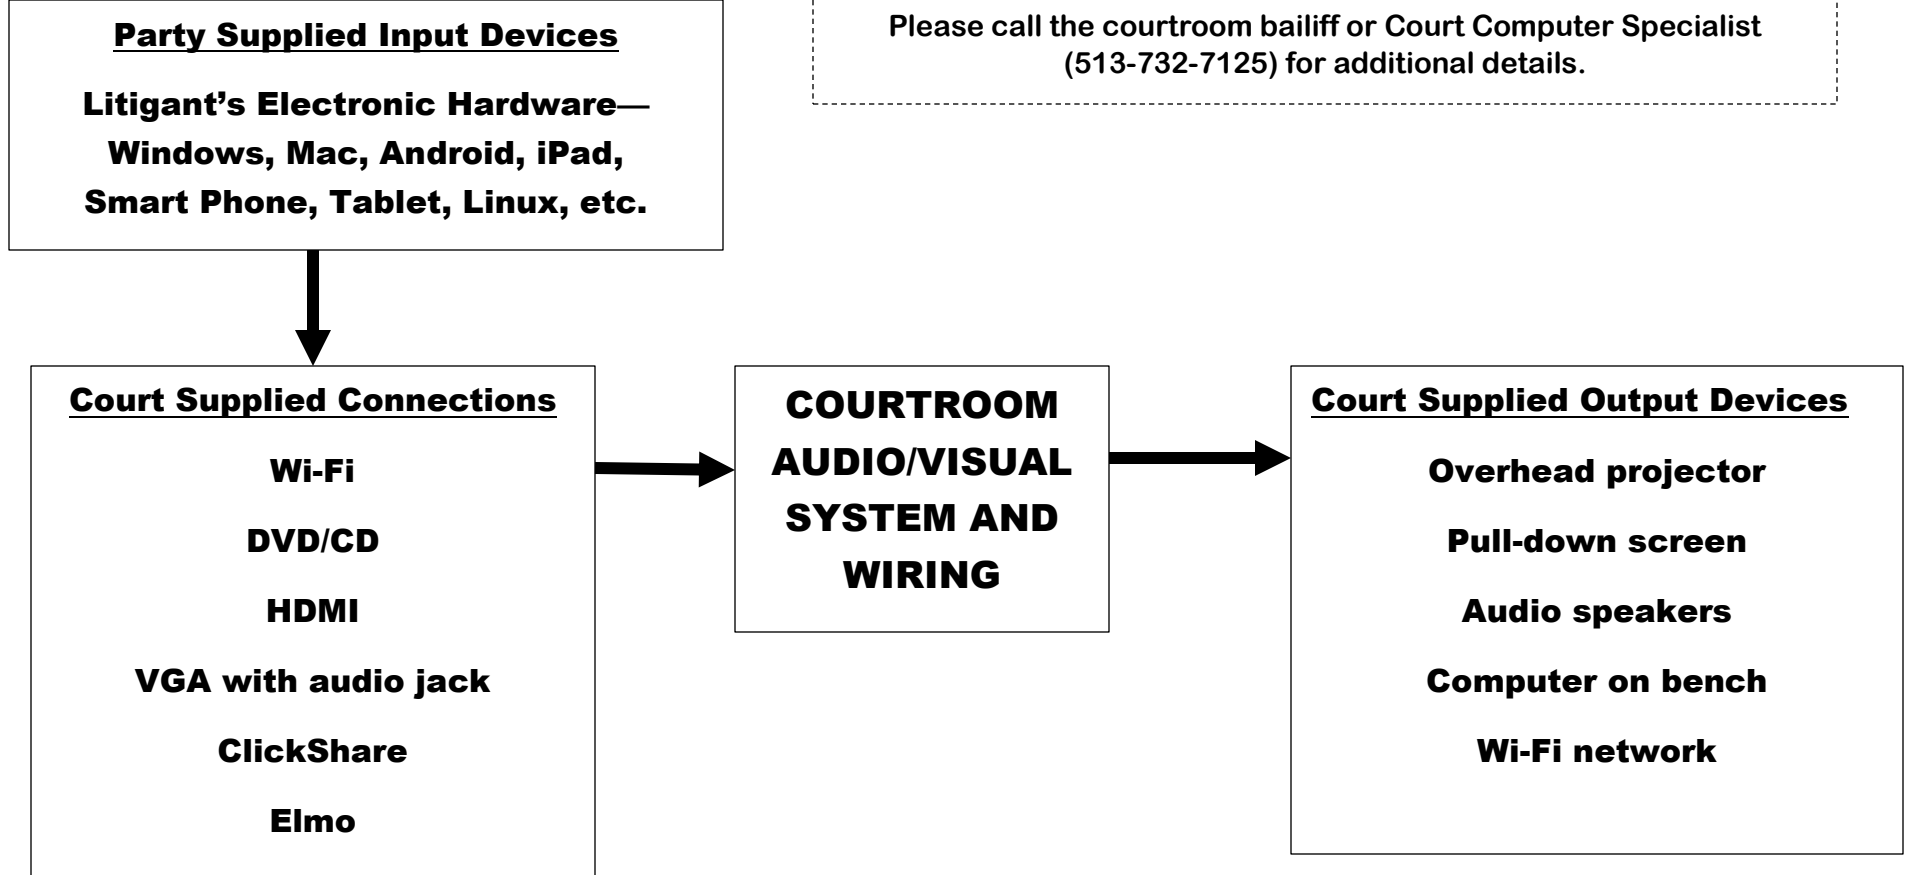 Party Supplied Input Devices
Litigant’s Electronic Hardware—
Windows, Mac, Android, iPad,
Smart Phone, Tablet, Linux, etc.
Please call the courtroom bailiff or Court Computer Specialist
(513-732-7125) for additional details.
Court Supplied Connections
Wi-Fi
DVD/CD
HDMI
VGA with audio jack
ClickShare
Elmo
COURTROOM
AUDIO/VISUAL
SYSTEM AND
WIRING
Court Supplied Output Devices
Overhead projector
Pull-down screen
Audio speakers
Computer on bench
Wi-Fi network